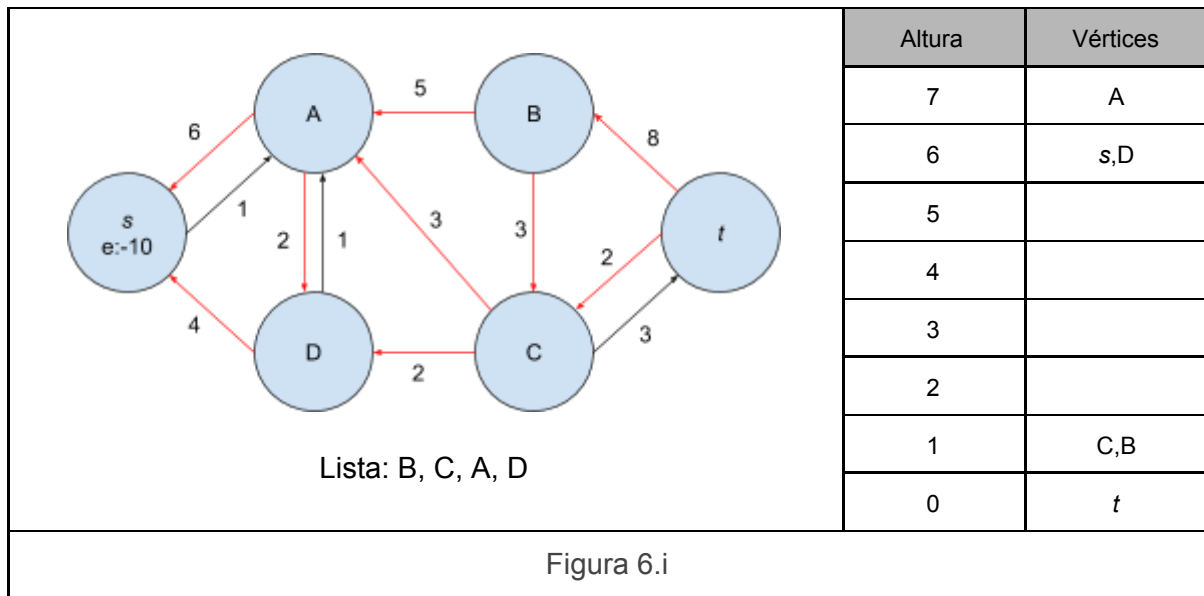 Altura Vértices
7 A
6 s,D
5
4
3
2
1 C,B
0 t
A
B
s
e:-10
t
D
C
5
6
8
1
2
1
3
3
2
4
2
3
Lista: B, C, A, D
Figura 6.i